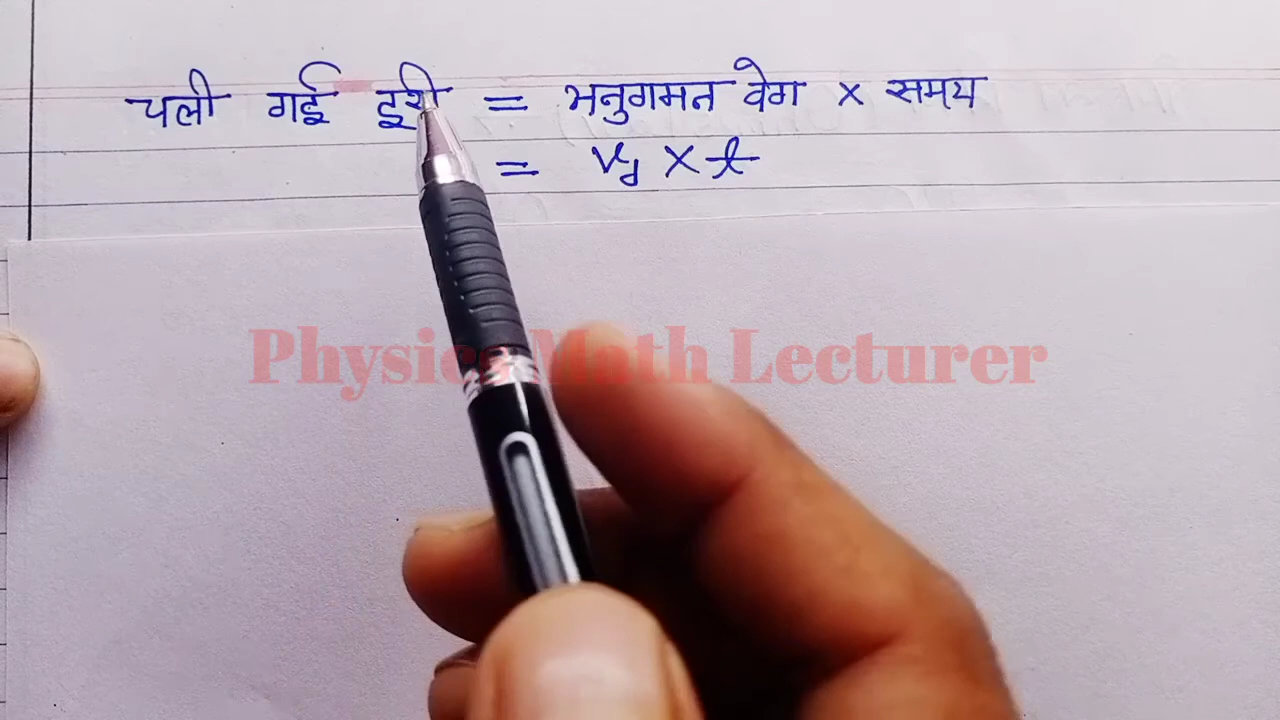 चली गई दूरी = अनुगमन वेग × समय
= Vd × t
Physics Math Lecturer